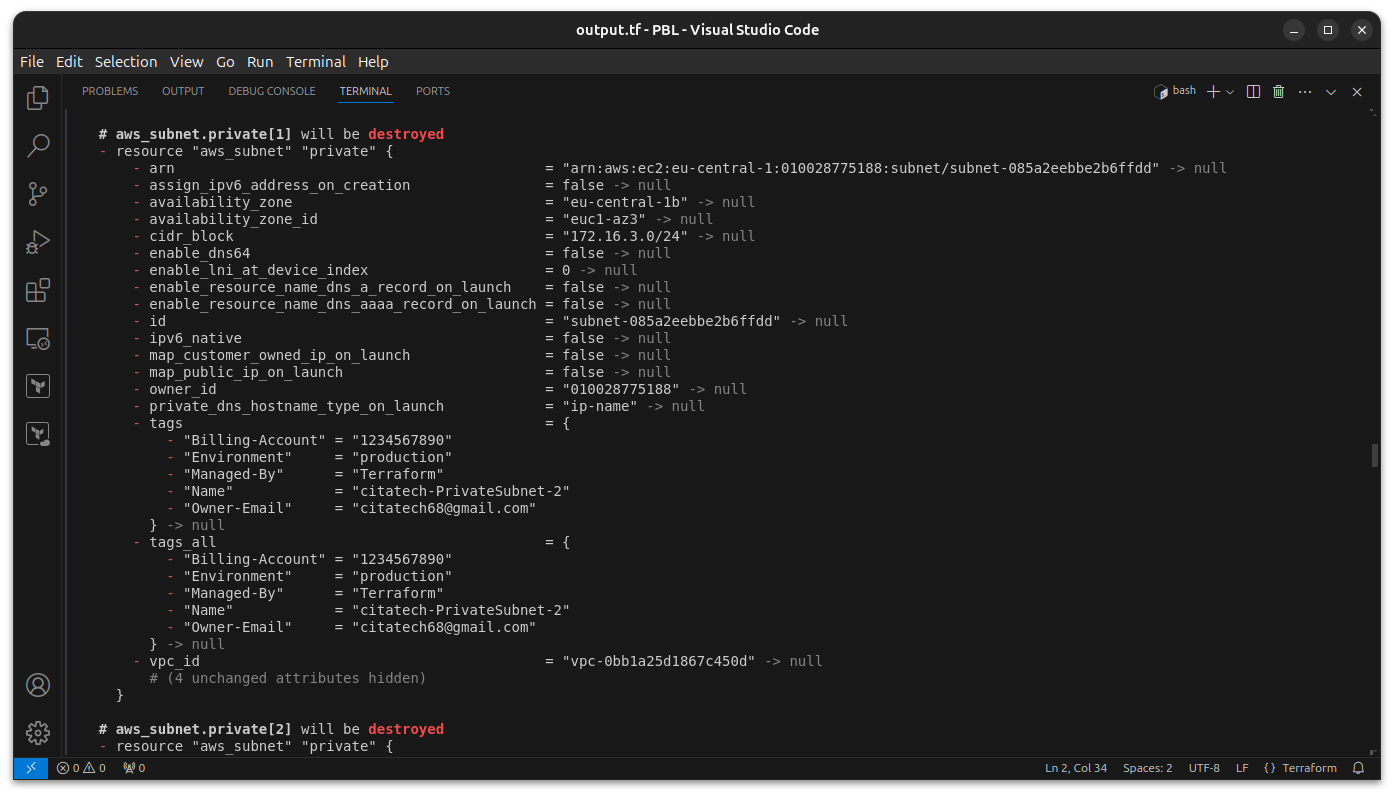 output.tf - PBL - Visual Studio Code
File Edit Selection View Go Run Terminal Help
PROBLEMS OUTPUT DEBUG CONSOLE TERMINAL PORTS bash
# aws_subnet.private[1] will be destroyed
- resource "aws_subnet" "private" {
- arn = "arn:aws:ec2:eu-central-1:010028775188:subnet/subnet-085a2eebbe2b6ffdd" -> null
- assign_ipv6_address_on_creation = false -> null
- availability_zone = "eu-central-1b" -> null
- availability_zone_id = "euc1-az3" -> null
- cidr_block = "172.16.3.0/24" -> null
- enable_dns64 = false -> null
- enable_lni_at_device_index = 0 -> null
- enable_resource_name_dns_a_record_on_launch = false -> null
- enable_resource_name_dns_aaaa_record_on_launch = false -> null
- id = "subnet-085a2eebbe2b6ffdd" -> null
- ipv6_native = false -> null
- map_customer_owned_ip_on_launch = false -> null
- map_public_ip_on_launch = false -> null
- owner_id = "010028775188" -> null
- private_dns_hostname_type_on_launch = "ip-name" -> null
- tags = {
- "Billing-Account" = "1234567890"
- "Environment" = "production"
- "Managed-By" = "Terraform"
- "Name" = "citatech-PrivateSubnet-2"
- "Owner-Email" = "citatech68@gmail.com"
} -> null
- tags_all = {
- "Billing-Account" = "1234567890"
- "Environment" = "production"
- "Managed-By" = "Terraform"
- "Name" = "citatech-PrivateSubnet-2"
- "Owner-Email" = "citatech68@gmail.com"
} -> null
- vpc_id = "vpc-0bb1a25d1867c450d" -> null
# (4 unchanged attributes hidden)
}
# aws_subnet.private[2] will be destroyed
- resource "aws_subnet" "private" {
0 0 0 Ln 2, Col 34 Spaces: 2 UTF-8 LF {} Terraform